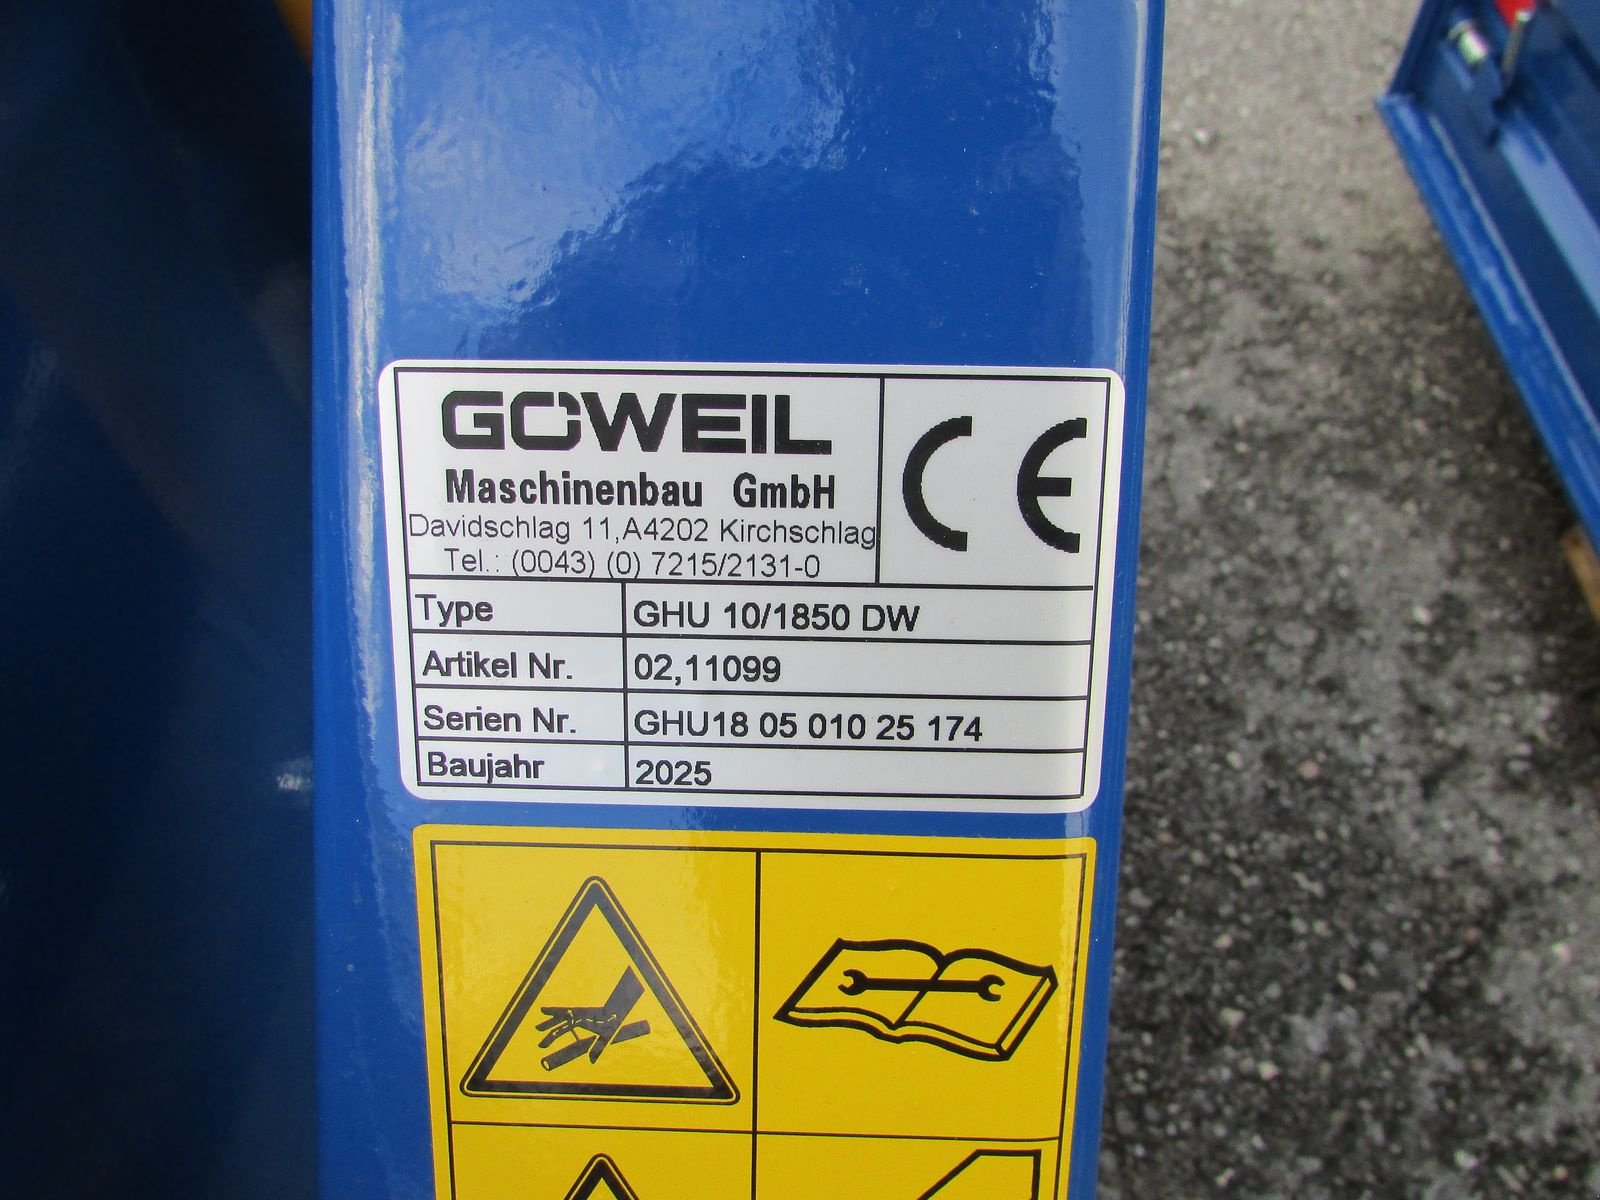 GÖWEIL
Maschinenbau GmbH
Davidschlag 11,A4202 Kirchschlag
Tel.: (0043) (0) 7215/2131-0
CE
Type GHU 10/1850 DW
Artikel Nr. 02,11099
Serien Nr. GHU18 05 010 25 174
Baujahr 2025